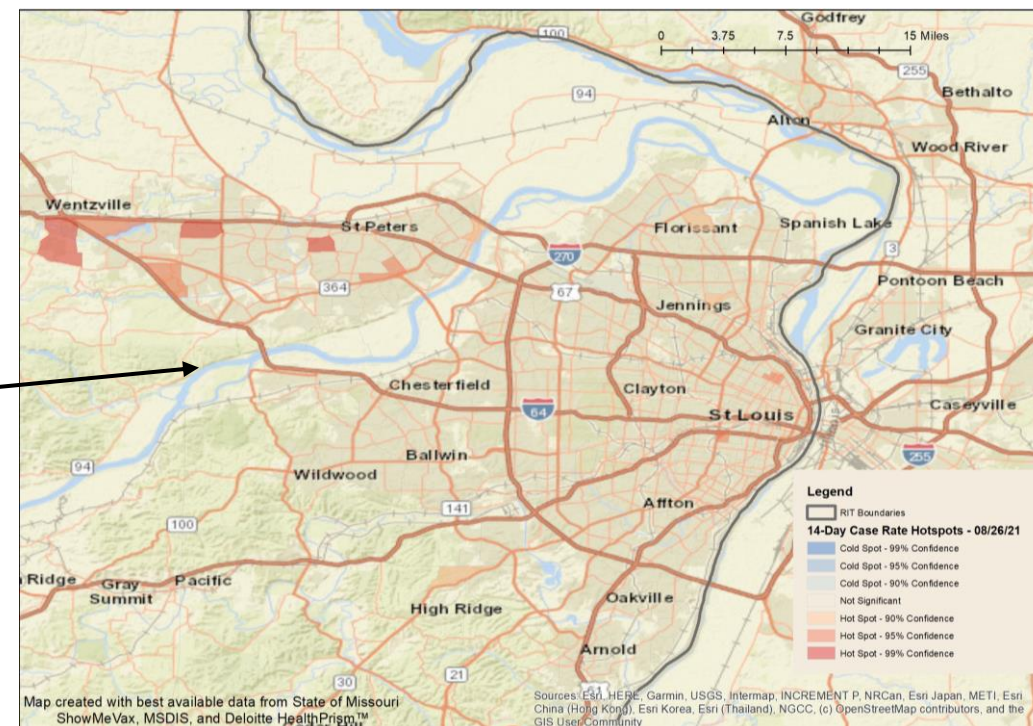 Godfrey
100
0 3.75 7.5 15 Miles
255
94
Bethalto
Alton
Wood River
Wentzville
St Peters
Florissant
Spanish Lake
270
3
364
67
Pontoon Beach
Jennings
Granite City
Chesterfield
Clayton
64
St Louis
Caseyville
Ballwin
255
94
Wildwood
141
Affton
100
Ridge
Gray
Summit
Pacific
Oakville
High Ridge
Arnold
21
30
61
Legend
RIT Boundaries
14-Day Case Rate Hotspots - 08/26/21
Cold Spot - 99% Confidence
Cold Spot - 95% Confidence
Cold Spot - 90% Confidence
Not Significant
Hot Spot - 90% Confidence
Hot Spot - 95% Confidence
Hot Spot - 99% Confidence
Map created with best available data from State of Missouri
ShowMeVax, MSDIS, and Deloitte HealthPrism.™
Sources: Esri, HERE, Garmin, USGS, Intermap, INCREMENT P, NRCan, Esri Japan, METI, Esri
China (Hong Kong), Esri Korea, Esri (Thailand), NGCC, (c) OpenStreetMap contributors, and the
GIS User Community